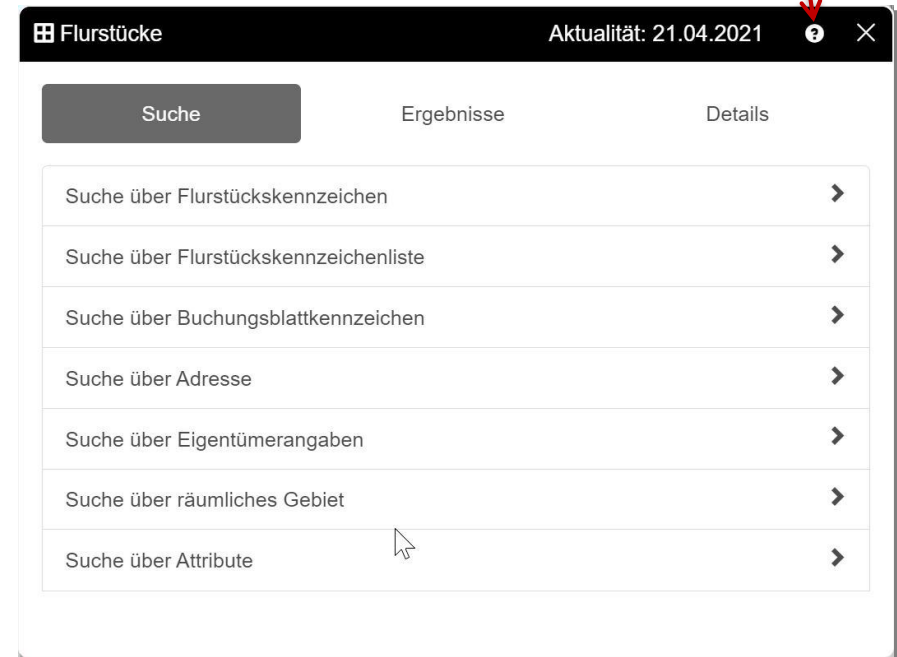 Flurstücke Aktualität: 21.04.2021 ?
Suche Ergebnisse Details
Suche über Flurstückskennzeichen
Suche über Flurstückskennzeichenliste
Suche über Buchungsblattkennzeichen
Suche über Adresse
Suche über Eigentümerangaben
Suche über räumliches Gebiet
Suche über Attribute